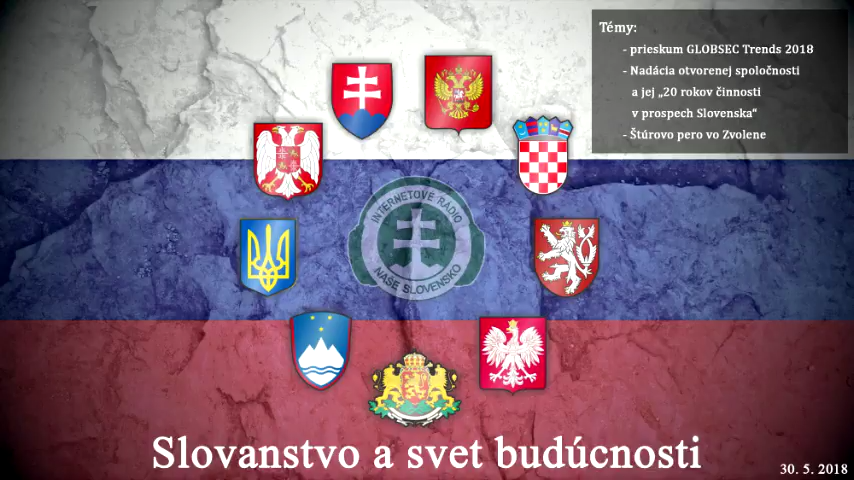 Témy:
- prieskum GLOBSEC Trends 2018
- Nadácia otvorenej spoločnosti
a jej „20 rokov činnosti
v prospech Slovenska“
- Štúrovo pero vo Zvolene
INTERNETOVÉ RÁDIO
NAŠE SLOVENSKO
Slovanstvo a svet budúcnosti
30. 5. 2018